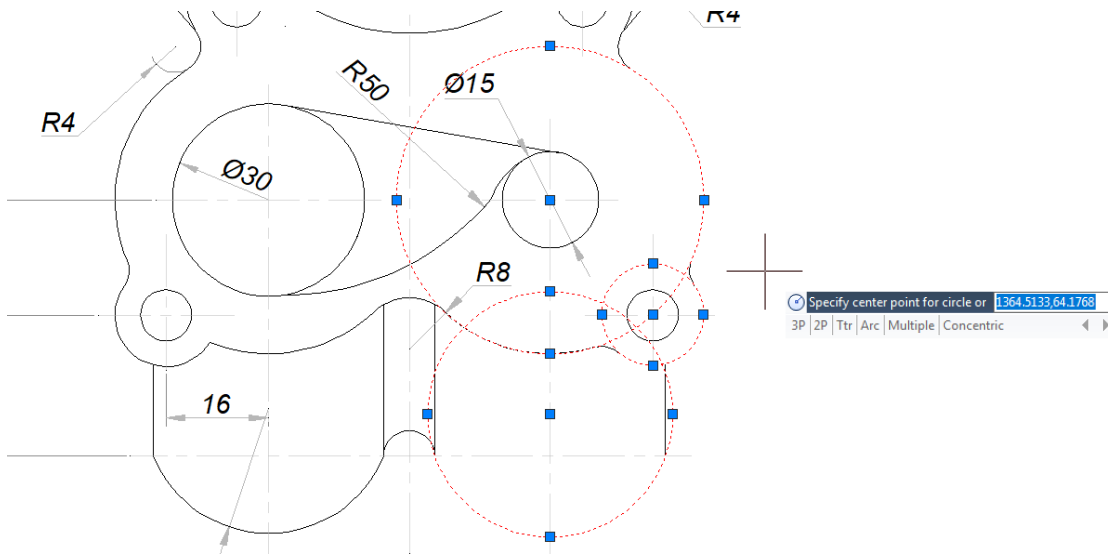 R4
R50
Ø15
R4
Ø30
R8
Specify center point for circle or 1364.5133,64.1768
3P 2P Ttr Arc Multiple Concentric
16